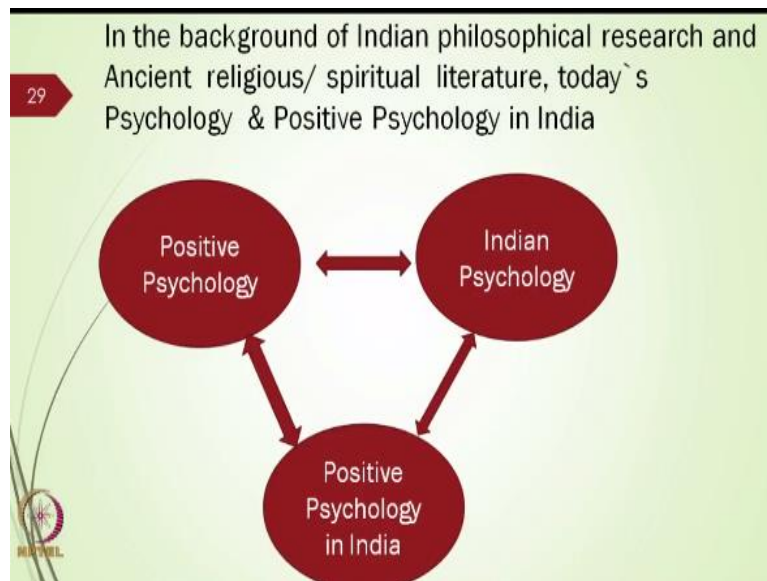 In the background of Indian philosophical research and
29
Ancient religious/ spiritual literature, today`s
Psychology & Positive Psychology in India
Positive
Psychology
Indian
Psychology
Positive
Psychology
in India
NPTEL